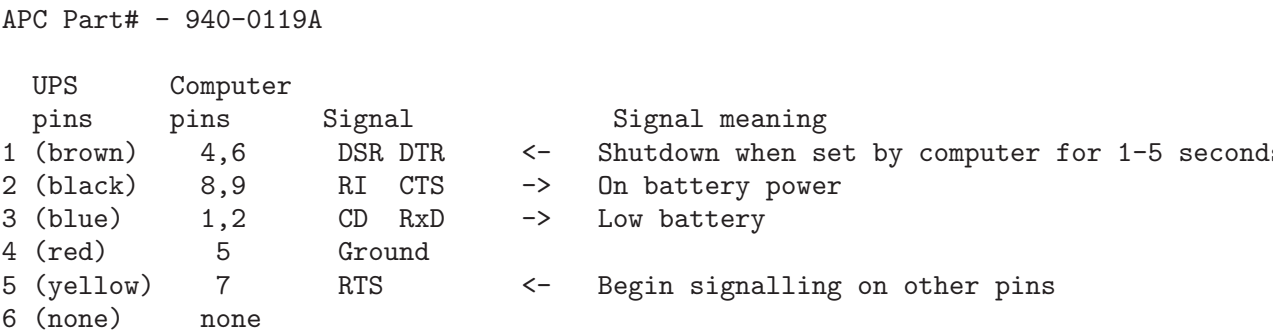 APC Part# - 940-0119A
UPS Computer
pins pins Signal Signal meaning
1 (brown) 4,6 DSR DTR <- Shutdown when set by computer for 1-5 seconds
2 (black) 8,9 RI CTS -> On battery power
3 (blue) 1,2 CD RxD -> Low battery
4 (red) 5 Ground
5 (yellow) 7 RTS <- Begin signalling on other pins
6 (none) none